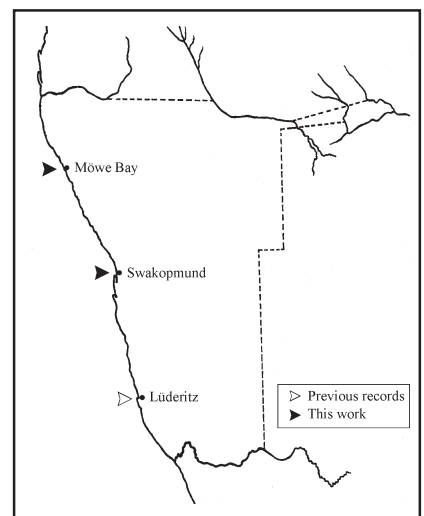 Möwe Bay
Swakopmund
Lüderitz
Previous records
This work